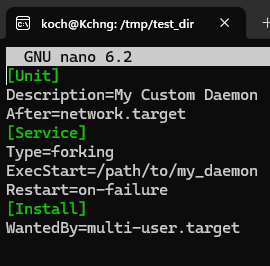 koch@Kchng: /tmp/test_dir
GNU nano 6.2
[Unit]
Description=My Custom Daemon
After=network.target
[Service]
Type=forking
ExecStart=/path/to/my_daemon
Restart=on-failure
[Install]
WantedBy=multi-user.target